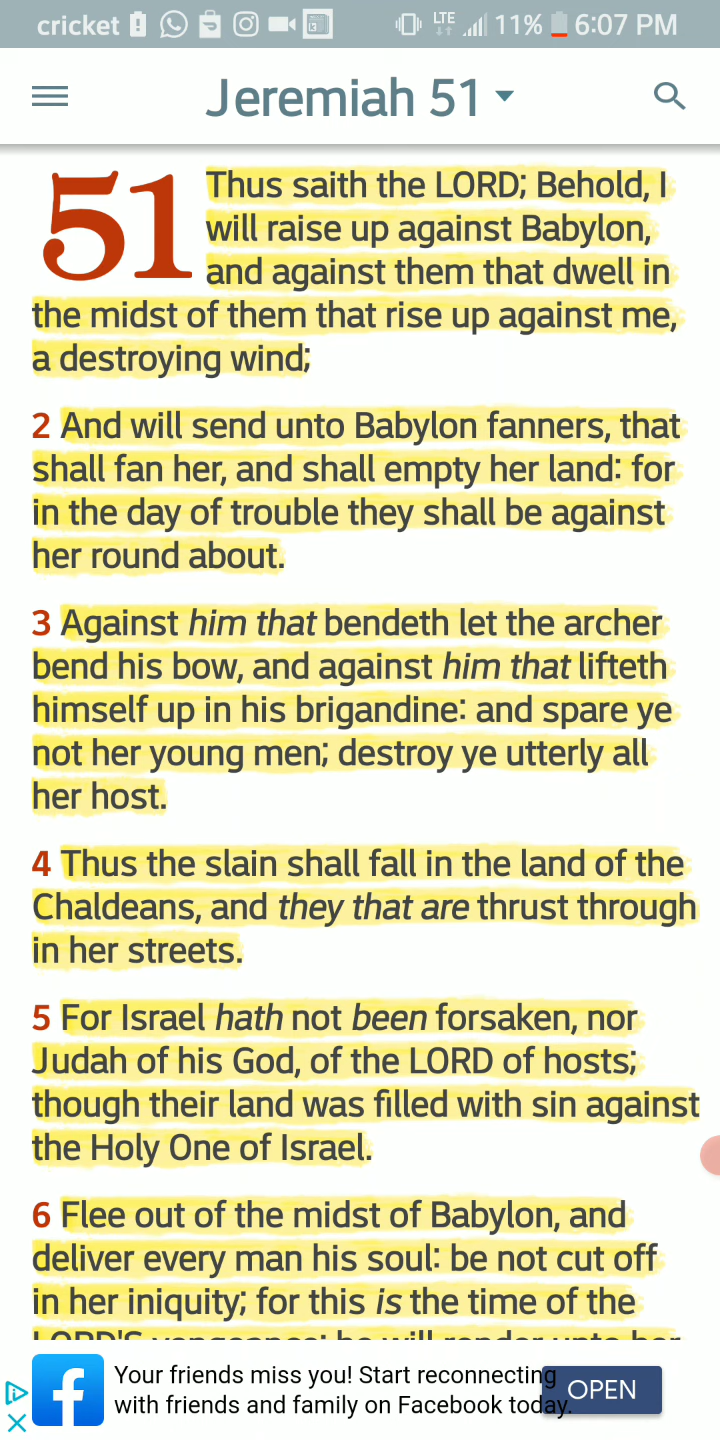 cricket LTE 11% 6:07 PM
Jeremiah 51
51 Thus saith the LORD; Behold, I
will raise up against Babylon,
and against them that dwell in
the midst of them that rise up against me,
a destroying wind;
2 And will send unto Babylon fanners, that
shall fan her, and shall empty her land: for
in the day of trouble they shall be against
her round about.
3 Against him that bendeth let the archer
bend his bow, and against him that lifteth
himself up in his brigandine: and spare ye
not her young men; destroy ye utterly all
her host.
4 Thus the slain shall fall in the land of the
Chaldeans, and they that are thrust through
in her streets.
5 For Israel hath not been forsaken, nor
Judah of his God, of the LORD of hosts;
though their land was filled with sin against
the Holy One of Israel.
6 Flee out of the midst of Babylon, and
deliver every man his soul: be not cut off
in her iniquity; for this is the time of the
LORD'S vengeance; he will render unto her
Your friends miss you! Start reconnecting
with friends and family on Facebook today.
OPEN